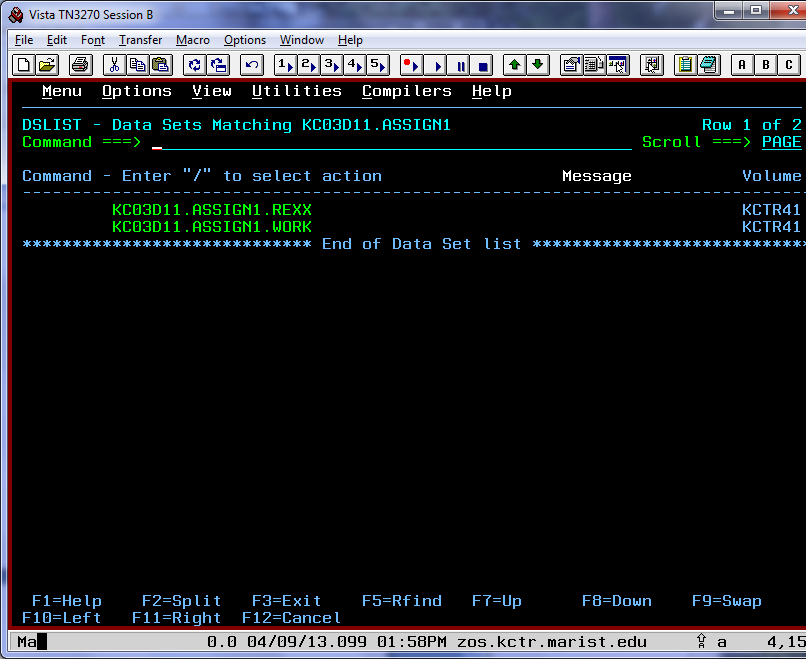 Vista TN3270 Session B
File Edit Font Transfer Macro Options Window Help
1 2 3 4 5 A B C
Menu Options View Utilities Compilers Help
DSLIST - Data Sets Matching KC03D11.ASSIGN1 Row 1 of 2
Command ===> _ Scroll ===> PAGE
Command - Enter "/" to select action Message Volume
-------------------------------------------------------------------------------
KC03D11.ASSIGN1.REXX KCTR41
KC03D11.ASSIGN1.WORK KCTR41
***************************** End of Data Set list ****************************
F1=Help F2=Split F3=Exit F5=Rfind F7=Up F8=Down F9=Swap
F10=Left F11=Right F12=Cancel
Ma 0.0 04/09/13.099 01:58PM zos.kctr.marist.edu a 4,15